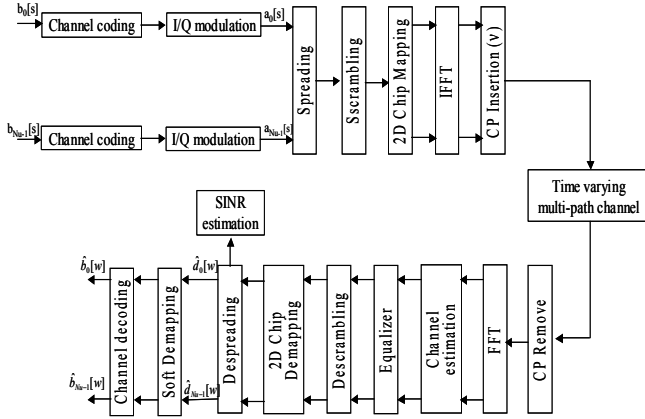 b0[s]
Channel coding
I/Q modulation
a0[s]
bNu-1[s]
Channel coding
I/Q modulation
aNu-1[s]
Spreading
Sscrambling
2D Chip Mapping
IFFT
CP Insertion (ν)
Time varying
multi-path channel
SINR
estimation
b̂0[w]
Channel decoding
Soft Demapping
d̂0[w]
Despreading
2D Chip
Demapping
Descrambling
Equalizer
Channel
estimation
FFT
CP Remove
b̂Nu−1[w]
d̂Nu−1[w]